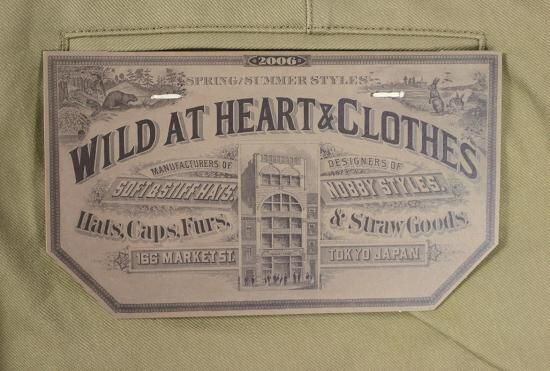 2006
SPRING/SUMMER STYLES
WILD AT HEART & CLOTHES
MANUFACTURERS OF
DESIGNERS OF
SOFT & STIFF HATS.
NOBBY STYLES.
Hats, Caps, Furs,
& Straw Goods.
166 MARKET ST.
TOKYO JAPAN